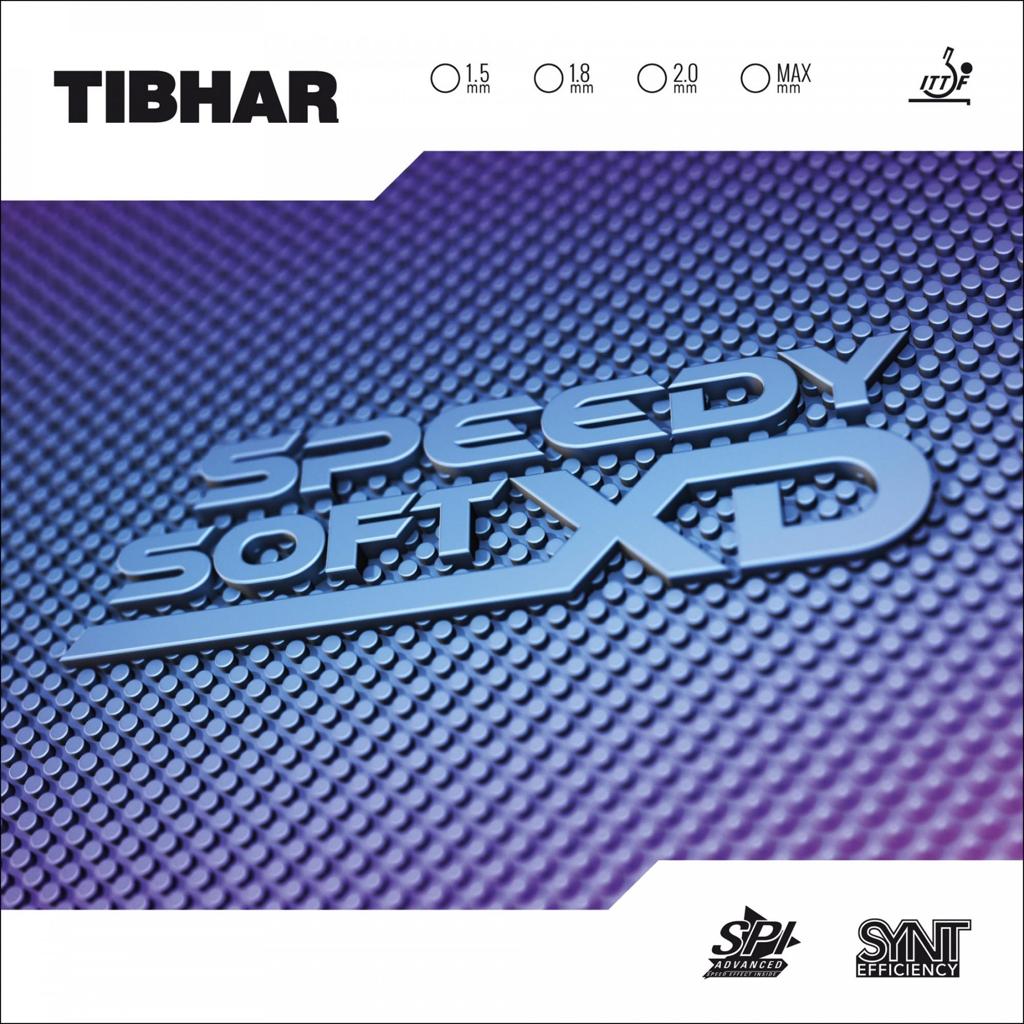 TIBHAR
1.5 mm
1.8 mm
2.0 mm
MAX mm
ITTF
SPEEDY
SOFT XD
SPI
ADVANCED
SPEED EFFECT INSIDE
SYNT
EFFICIENCY